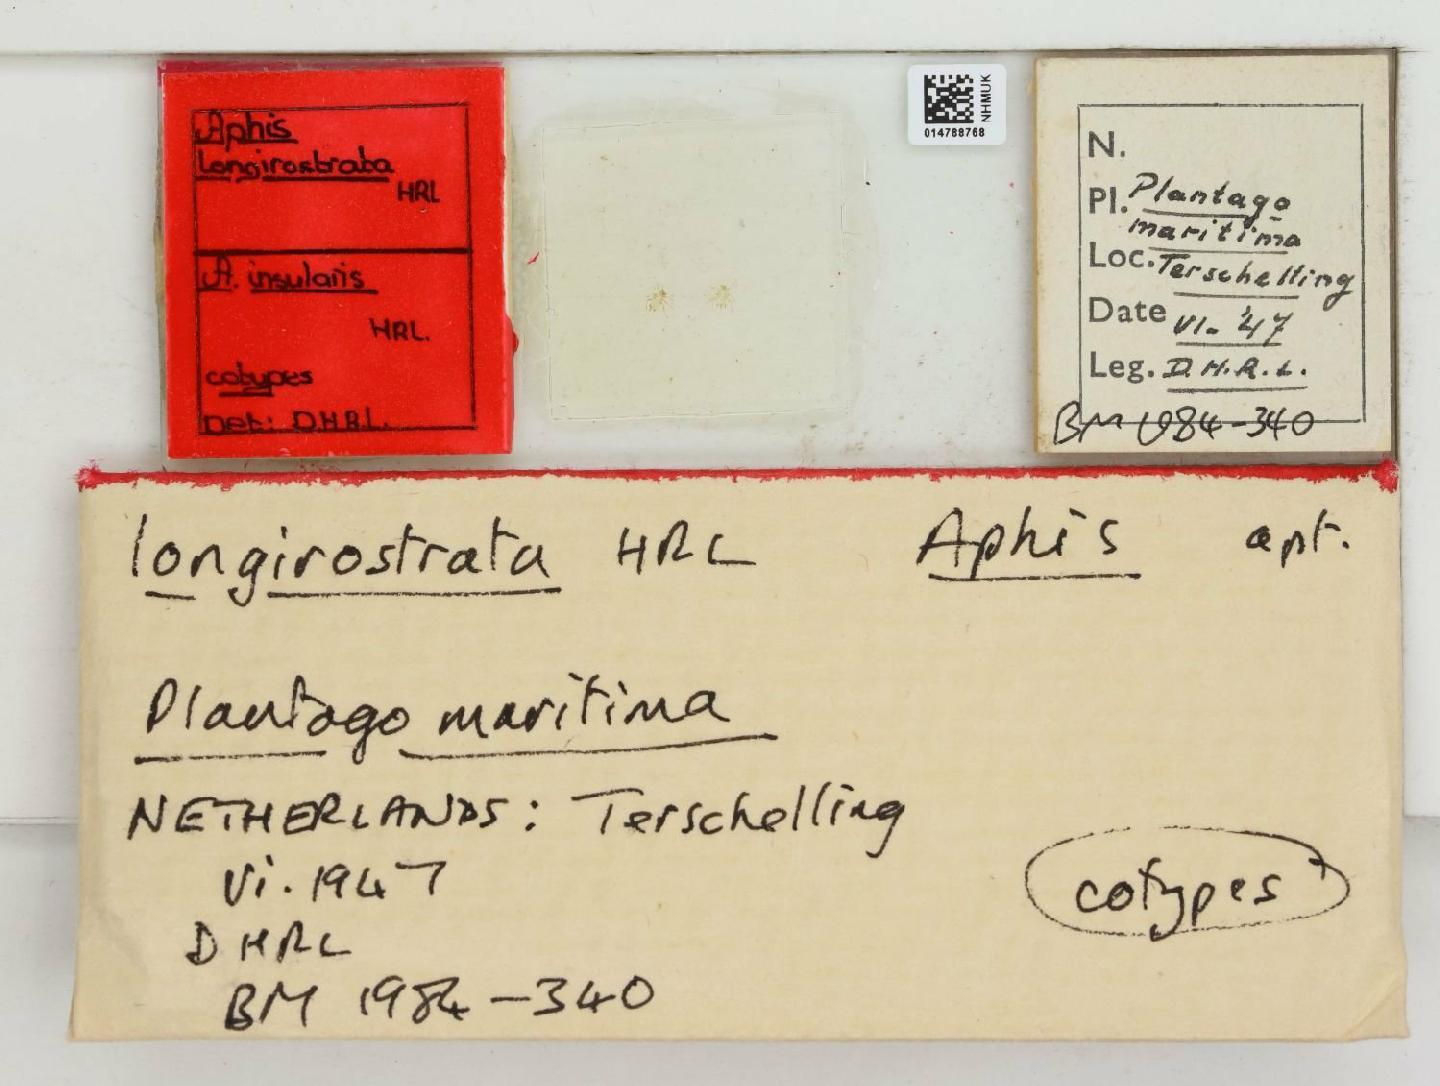 Aphis
longirostrata
HRL
A. insularis
HRL.
cotypes
Det: D.H.R.L.
NHMUK
014788768
N.
Pl. Plantago
maritima
Loc. Terschelling
Date VI. '47
Leg. D.H.R.L.
BM 1984-340
longirostrata HRL Aphis apt.
Plantago maritima
NETHERLANDS: Terschelling
Vi. 1947
DHRL
BM 1984-340
cotypes